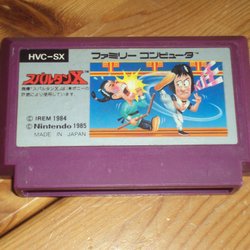 HVC-SX
ファミリー コンピュータ
スパルタンX
© IREM 1984
© Nintendo 1985
MADE IN JAPAN